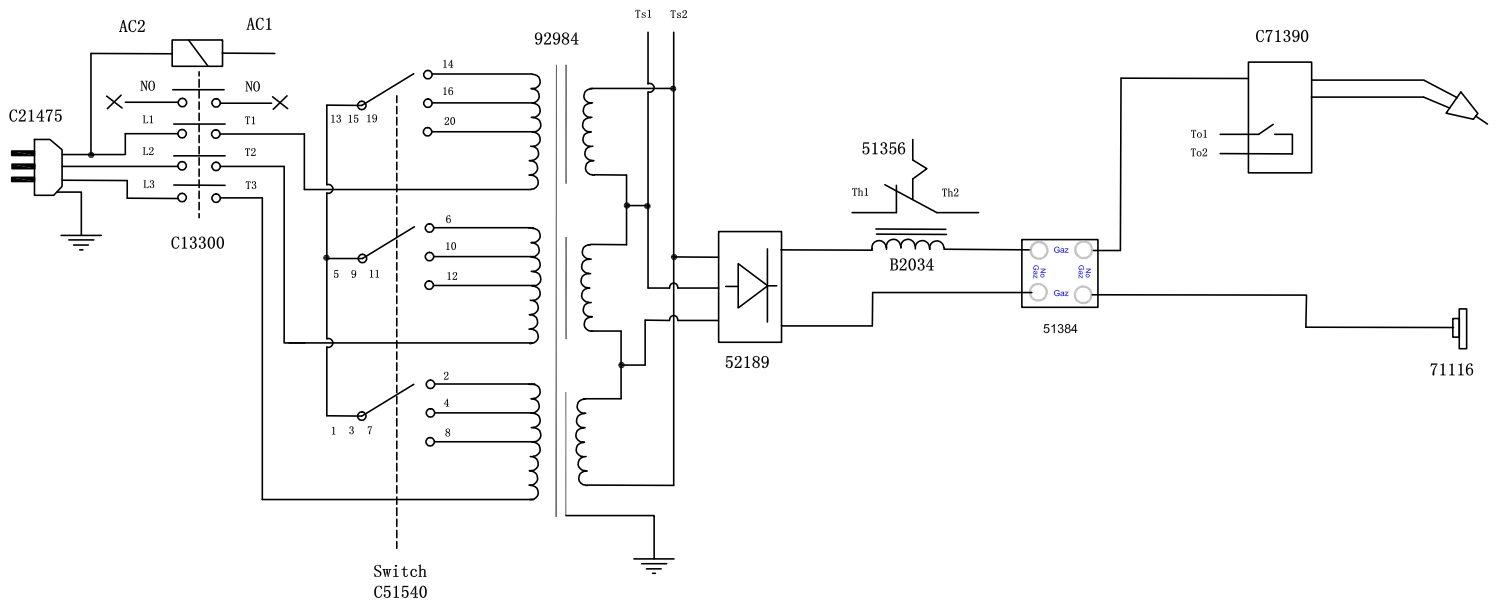 Ts1 Ts2
AC2 AC1
92984
C71390
14
NO NO
16
C21475
13 15 19
L1 T1
20
To1
L2 T2
51356
To2
L3 T3
Th1 Th2
6
C13300
10
Gaz
B2034
5 9 11
12
No Gaz
No Gaz
Gaz
51384
52189
71116
2
4
1 3 7
8
Switch
C51540